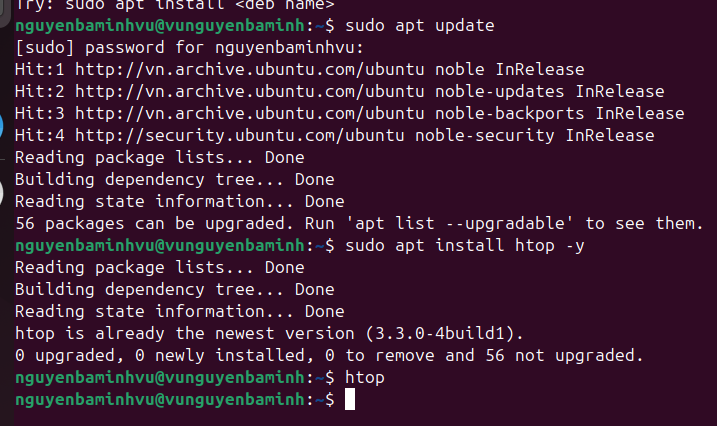 Try: sudo apt install <deb name>
nguyenbaminhvu@vunguyenbaminh:~$ sudo apt update
[sudo] password for nguyenbaminhvu:
Hit:1 http://vn.archive.ubuntu.com/ubuntu noble InRelease
Hit:2 http://vn.archive.ubuntu.com/ubuntu noble-updates InRelease
Hit:3 http://vn.archive.ubuntu.com/ubuntu noble-backports InRelease
Hit:4 http://security.ubuntu.com/ubuntu noble-security InRelease
Reading package lists... Done
Building dependency tree... Done
Reading state information... Done
56 packages can be upgraded. Run 'apt list --upgradable' to see them.
nguyenbaminhvu@vunguyenbaminh:~$ sudo apt install htop -y
Reading package lists... Done
Building dependency tree... Done
Reading state information... Done
htop is already the newest version (3.3.0-4build1).
0 upgraded, 0 newly installed, 0 to remove and 56 not upgraded.
nguyenbaminhvu@vunguyenbaminh:~$ htop
nguyenbaminhvu@vunguyenbaminh:~$